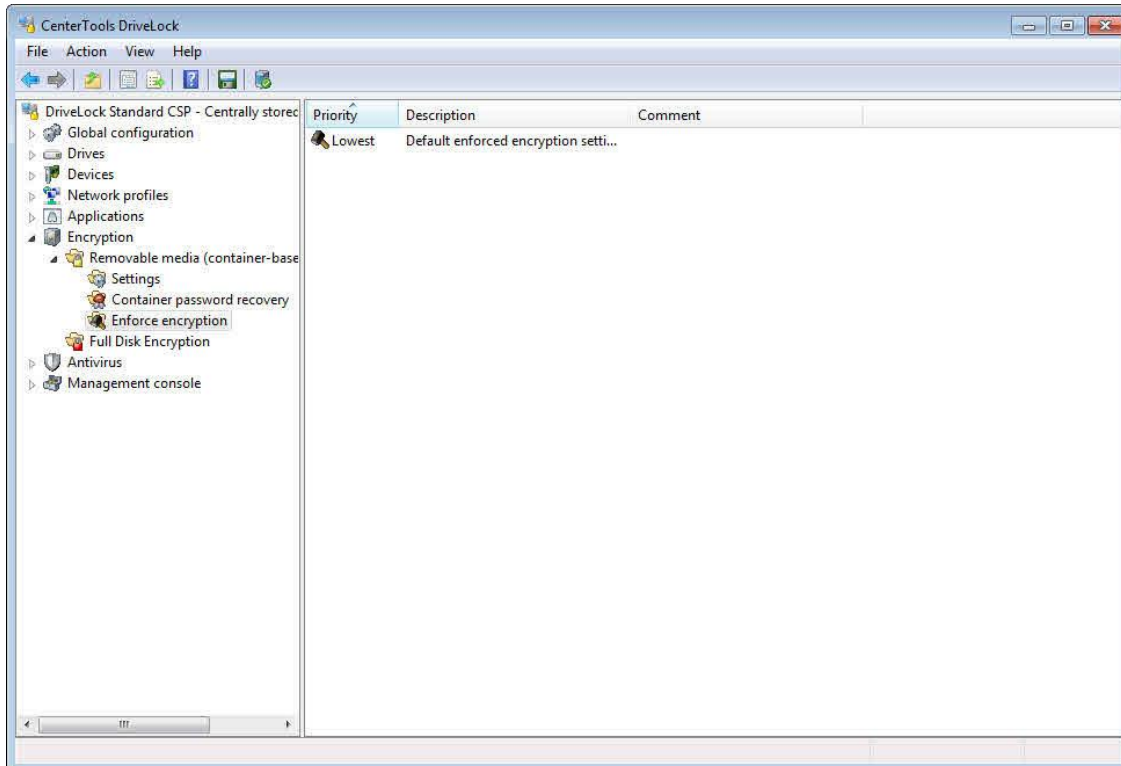 CenterTools DriveLock
File Action View Help
DriveLock Standard CSP - Centrally storec
Global configuration
Drives
Devices
Network profiles
Applications
Encryption
Removable media (container-base
Settings
Container password recovery
Enforce encryption
Full Disk Encryption
Antivirus
Management console
Priority Description Comment
Lowest Default enforced encryption setti...